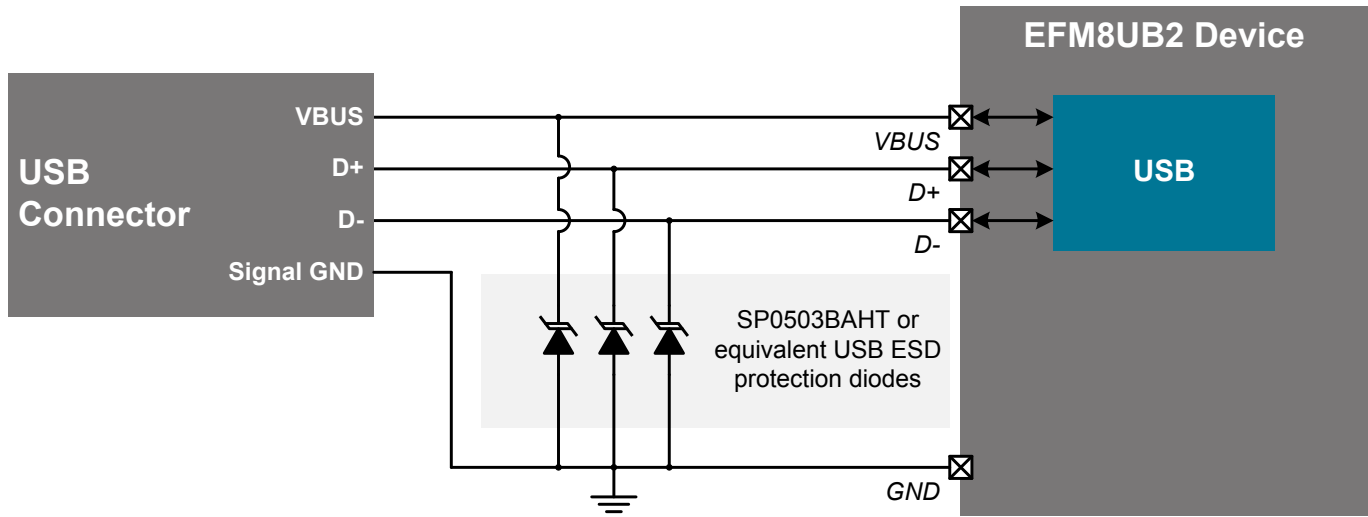 EFM8UB2 Device
USB
Connector
VBUS
D+
D-
Signal GND
VBUS
D+
D-
USB
SP0503BAHT or
equivalent USB ESD
protection diodes
GND